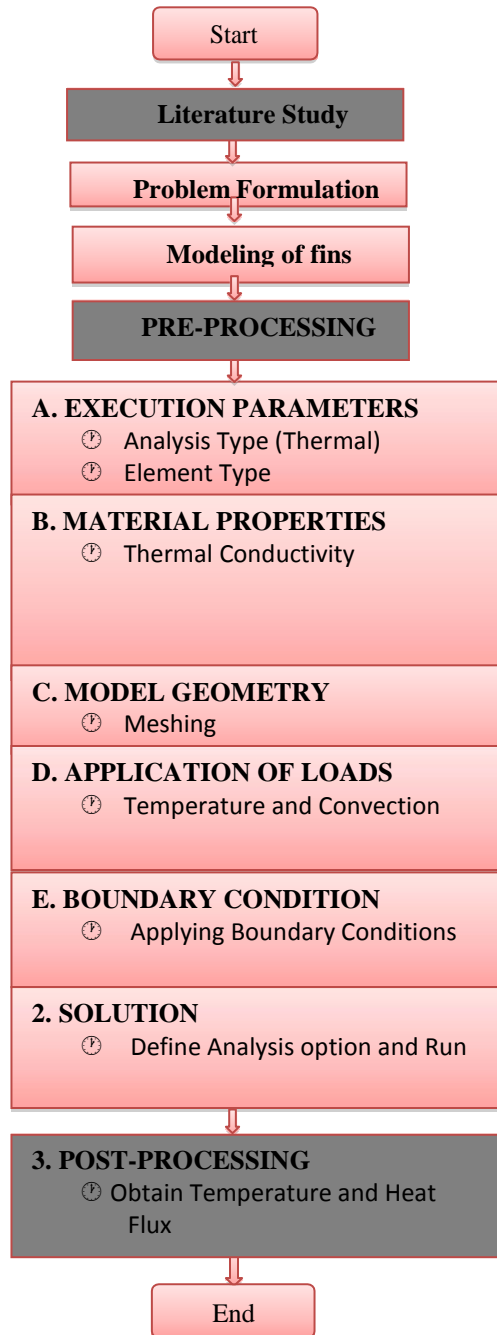 Start
Literature Study
Problem Formulation
Modeling of fins
PRE-PROCESSING
A. EXECUTION PARAMETERS
Analysis Type (Thermal)
Element Type
B. MATERIAL PROPERTIES
Thermal Conductivity
C. MODEL GEOMETRY
Meshing
D. APPLICATION OF LOADS
Temperature and Convection
E. BOUNDARY CONDITION
Applying Boundary Conditions
2. SOLUTION
Define Analysis option and Run
3. POST-PROCESSING
Obtain Temperature and Heat
Flux
End